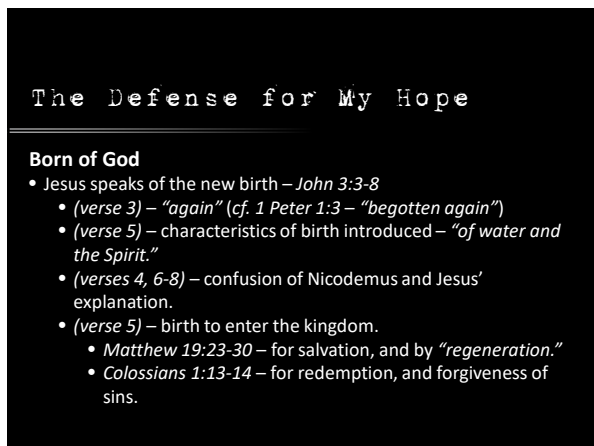 The Defense for My Hope
Born of God
• Jesus speaks of the new birth – John 3:3-8
• (verse 3) – “again” (cf. 1 Peter 1:3 – “begotten again”)
• (verse 5) – characteristics of birth introduced – “of water and
the Spirit.”
• (verses 4, 6-8) – confusion of Nicodemus and Jesus’
explanation.
• (verse 5) – birth to enter the kingdom.
• Matthew 19:23-30 – for salvation, and by “regeneration.”
• Colossians 1:13-14 – for redemption, and forgiveness of
sins.